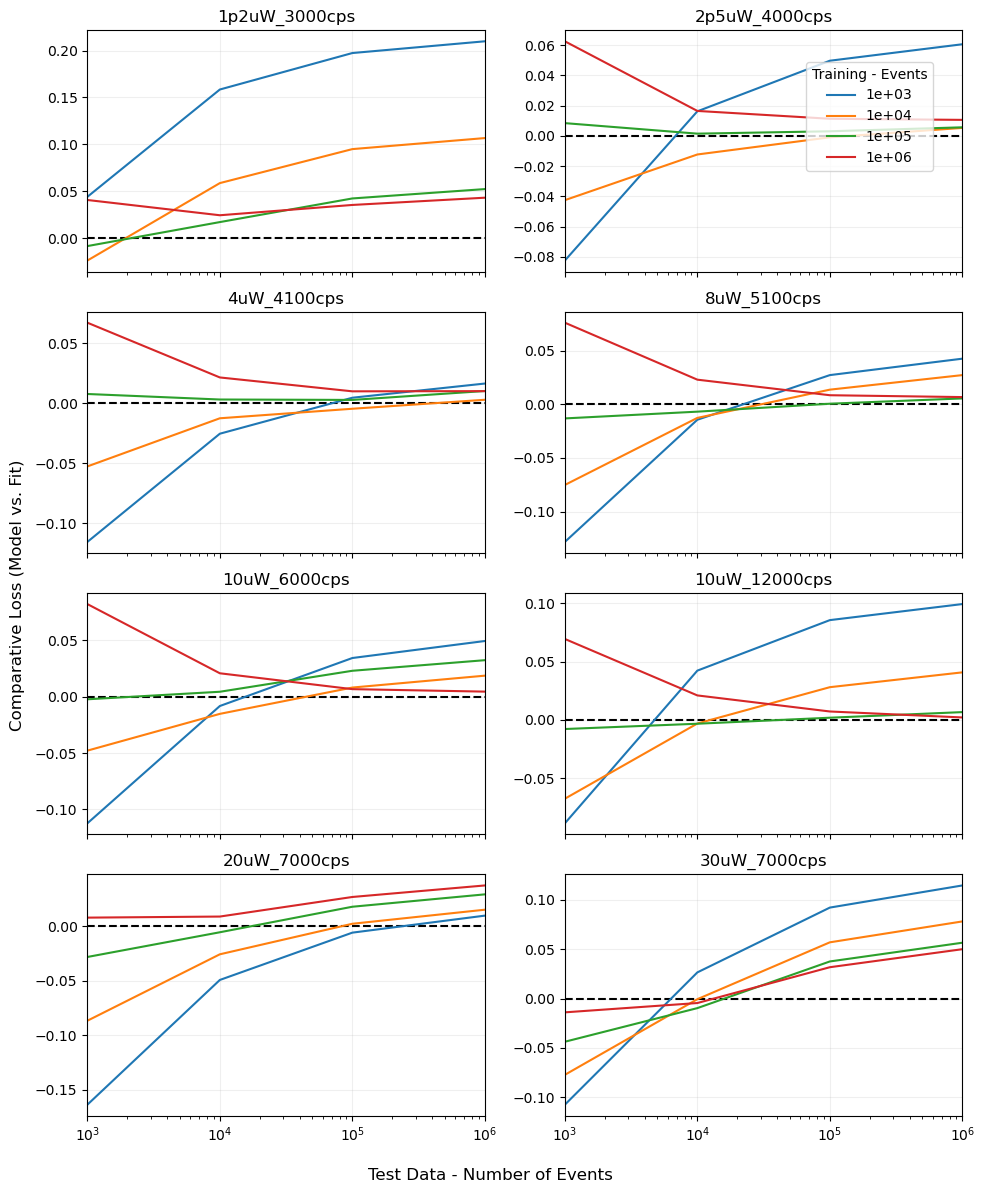 1p2uW_3000cps
0.20
0.15
0.10
0.05
0.00
2p5uW_4000cps
0.06
0.04
0.02
0.00
−0.02
−0.04
−0.06
−0.08
Training - Events
1e+03
1e+04
1e+05
1e+06
4uW_4100cps
0.05
0.00
−0.05
−0.10
8uW_5100cps
0.05
0.00
−0.05
−0.10
Comparative Loss (Model vs. Fit)
10uW_6000cps
0.05
0.00
−0.05
−0.10
10uW_12000cps
0.10
0.05
0.00
−0.05
20uW_7000cps
0.00
−0.05
−0.10
−0.15
10³ 10⁴ 10⁵ 10⁶
30uW_7000cps
0.10
0.05
0.00
−0.05
−0.10
10³ 10⁴ 10⁵ 10⁶
Test Data - Number of Events